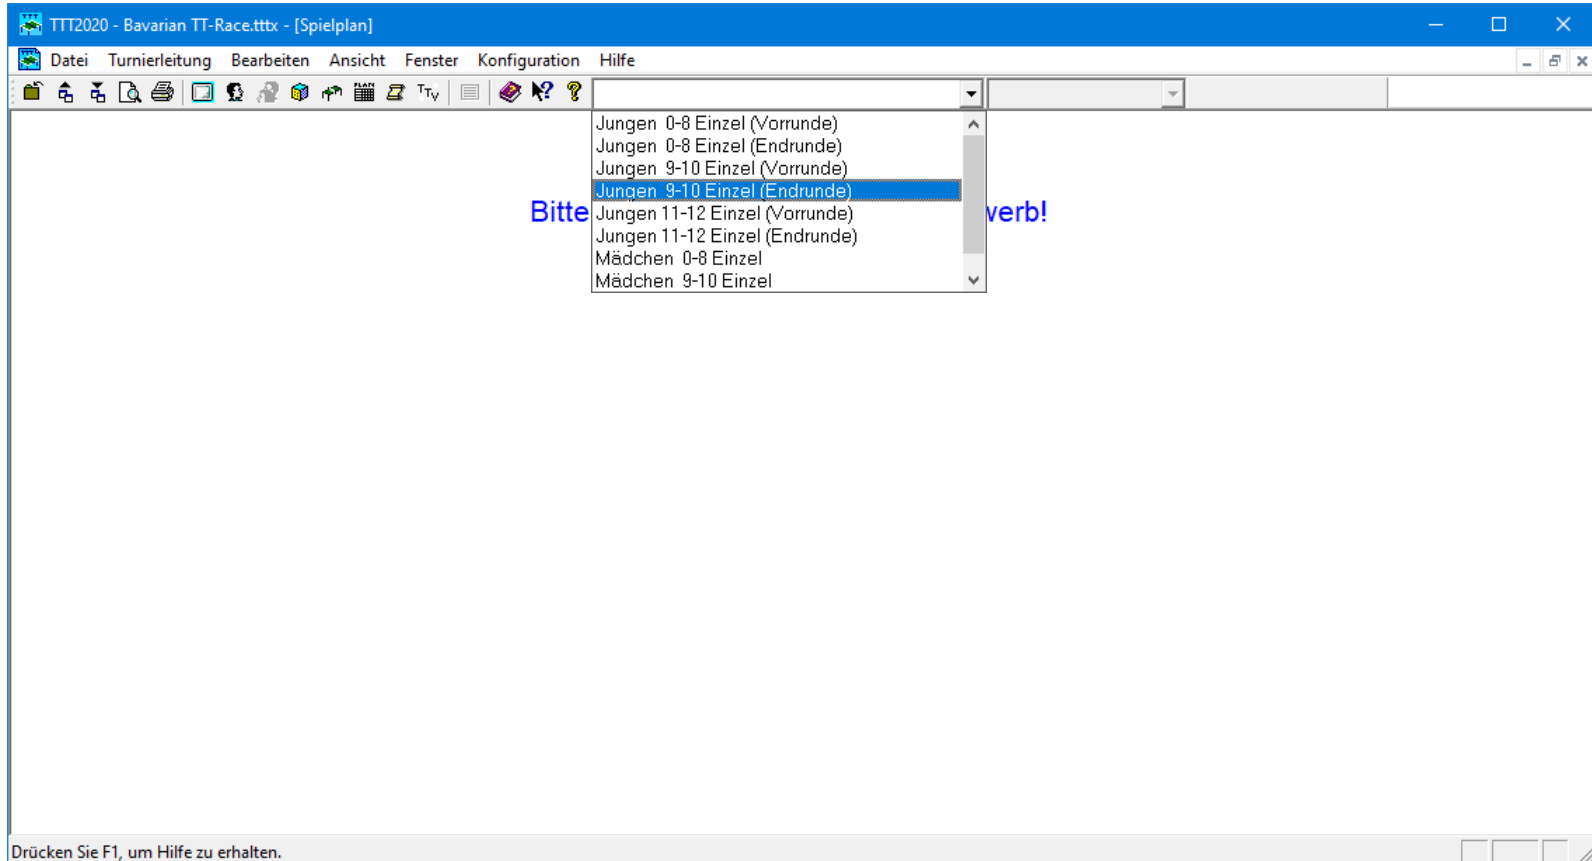 TTT2020 - Bavarian TT-Race.tttx - [Spielplan]
Datei Turnierleitung Bearbeiten Ansicht Fenster Konfiguration Hilfe
Jungen 0-8 Einzel (Vorrunde)
Jungen 0-8 Einzel (Endrunde)
Jungen 9-10 Einzel (Vorrunde)
Jungen 9-10 Einzel (Endrunde)
Bitte verb!
Jungen 11-12 Einzel (Vorrunde)
Jungen 11-12 Einzel (Endrunde)
Mädchen 0-8 Einzel
Mädchen 9-10 Einzel
Drücken Sie F1, um Hilfe zu erhalten.